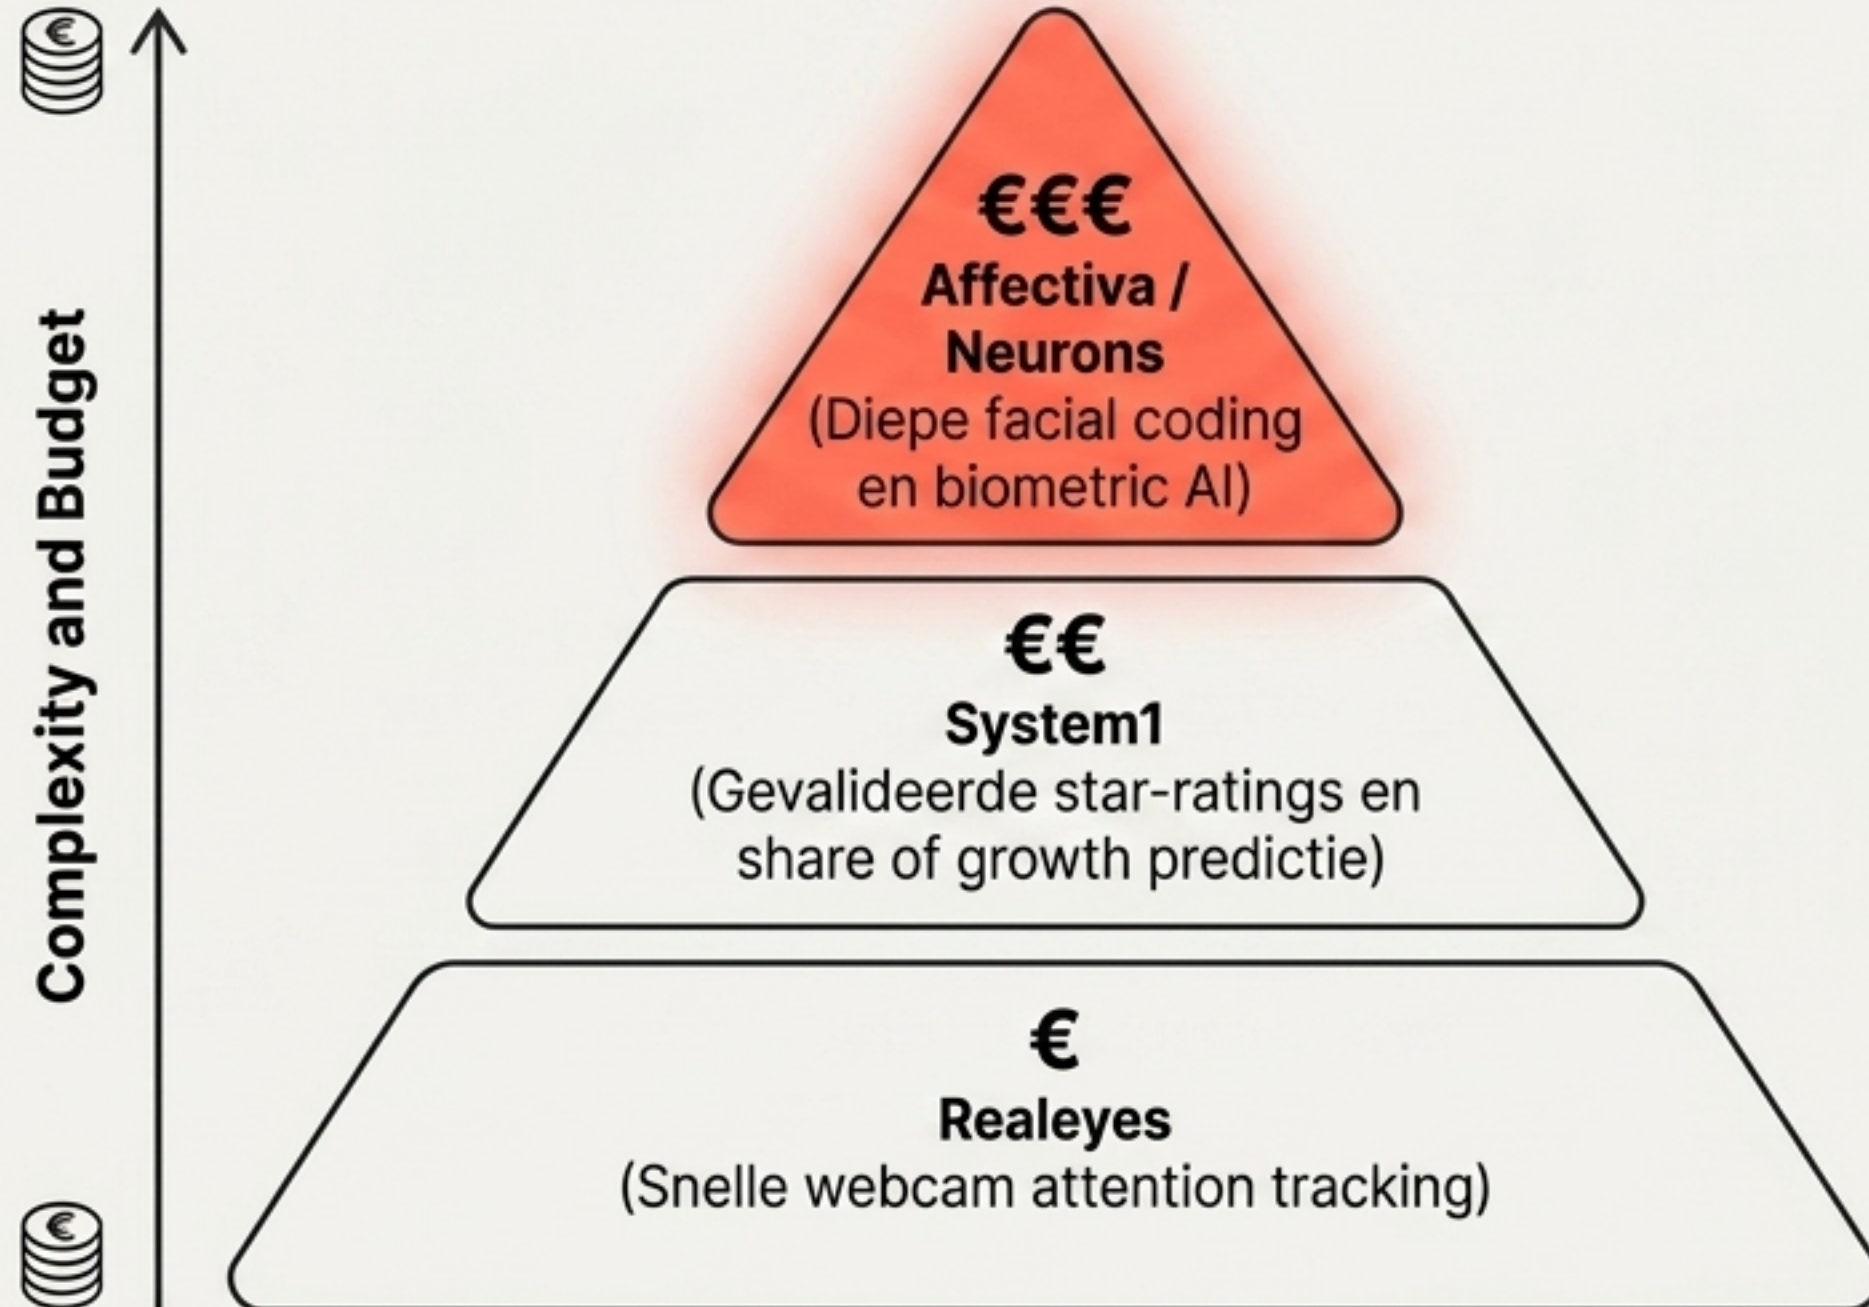 €
Complexity and Budget
€€€
Affectiva /
Neurons
(Diepe facial coding
en biometric AI)
€€
System1
(Gevalideerde star-ratings en
share of growth predictie)
€
Realeyes
(Snelle webcam attention tracking)
€